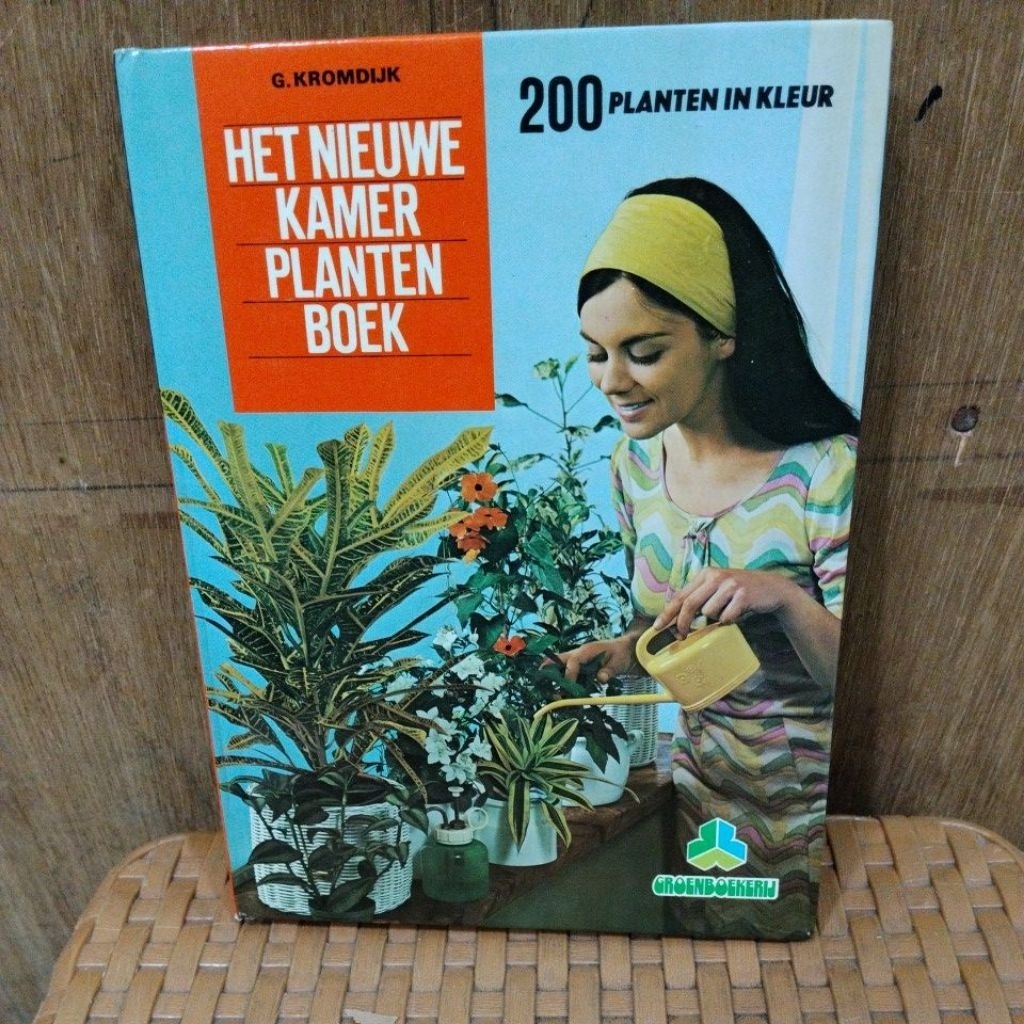 G. KROMDIJK
HET NIEUWE
KAMER
PLANTEN
BOEK
200 PLANTEN IN KLEUR
GROENBOEKERIJ